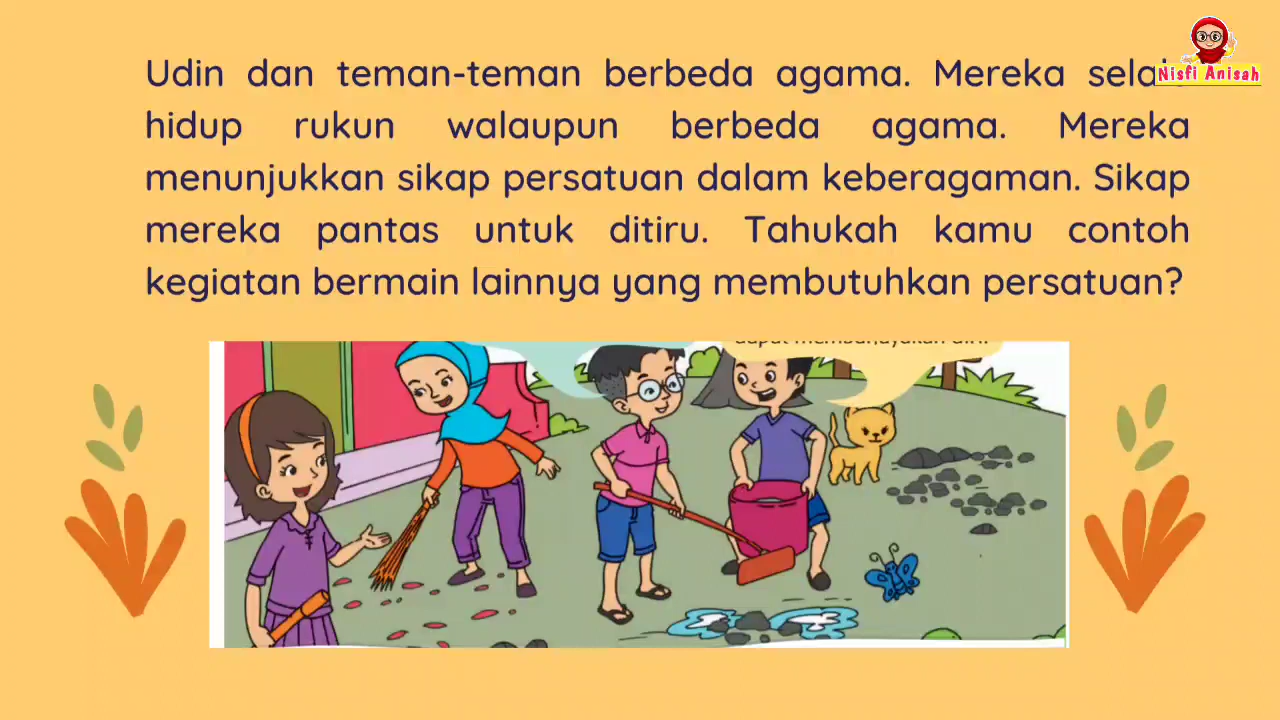 Udin dan teman-teman berbeda agama. Mereka
Nisfi Anisah
hidup rukun walaupun berbeda agama. Mereka
menunjukkan sikap persatuan dalam keberagaman. Sikap
mereka pantas untuk ditiru. Tahukah kamu contoh
kegiatan bermain lainnya yang membutuhkan persatuan?